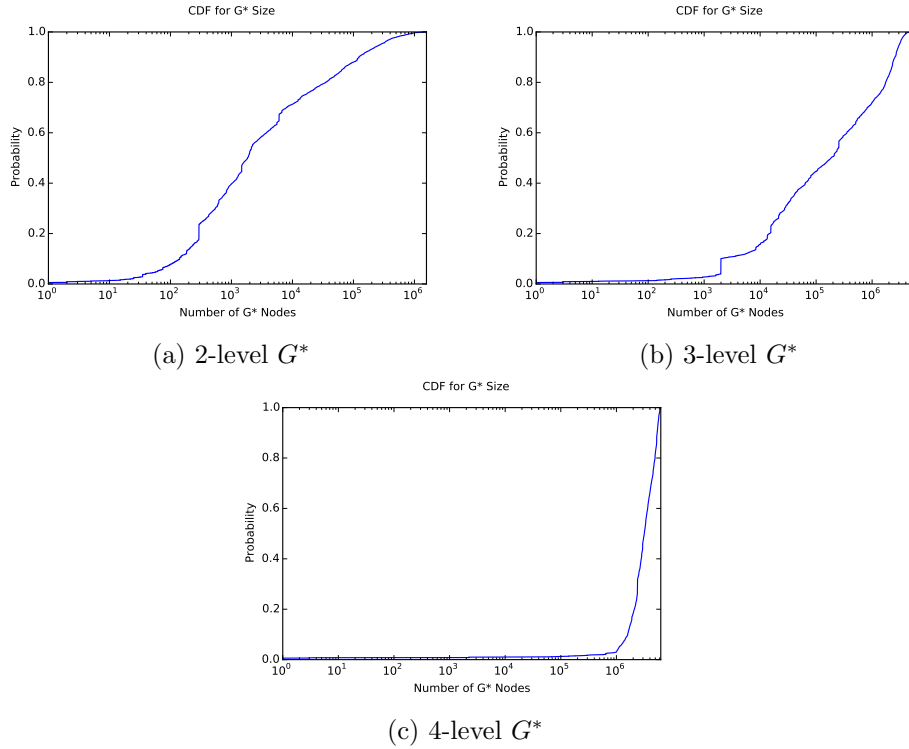 CDF for G* Size
1.0
0.8
0.6
0.4
0.2
0.0
Probability
10^0 10^1 10^2 10^3 10^4 10^5 10^6
Number of G* Nodes
(a) 2-level G*
CDF for G* Size
1.0
0.8
0.6
0.4
0.2
0.0
Probability
10^0 10^1 10^2 10^3 10^4 10^5 10^6
Number of G* Nodes
(b) 3-level G*
CDF for G* Size
1.0
0.8
0.6
0.4
0.2
0.0
Probability
10^0 10^1 10^2 10^3 10^4 10^5 10^6
Number of G* Nodes
(c) 4-level G*